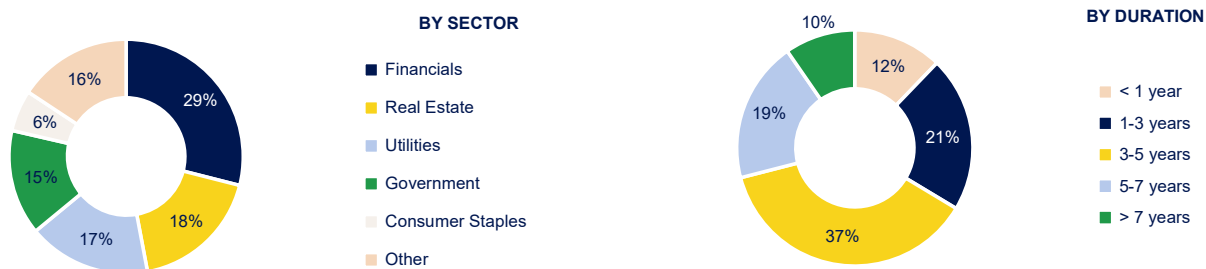 BY SECTOR
29%
18%
17%
15%
6%
16%
Financials
Real Estate
Utilities
Government
Consumer Staples
Other
BY DURATION
10%
12%
21%
37%
19%
< 1 year
1-3 years
3-5 years
5-7 years
> 7 years